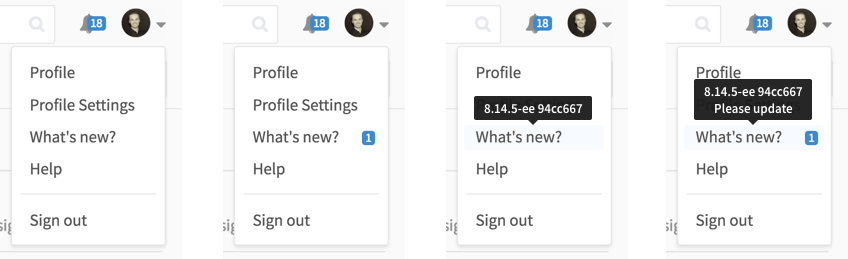 18
Profile
Profile Settings
What's new?
Help
Sign out
18
Profile
Profile Settings
What's new? 1
Help
Sign out
18
Profile
8.14.5-ee 94cc667
What's new?
Help
Sign out
18
Profile
8.14.5-ee 94cc667
Please update
What's new? 1
Help
Sign out